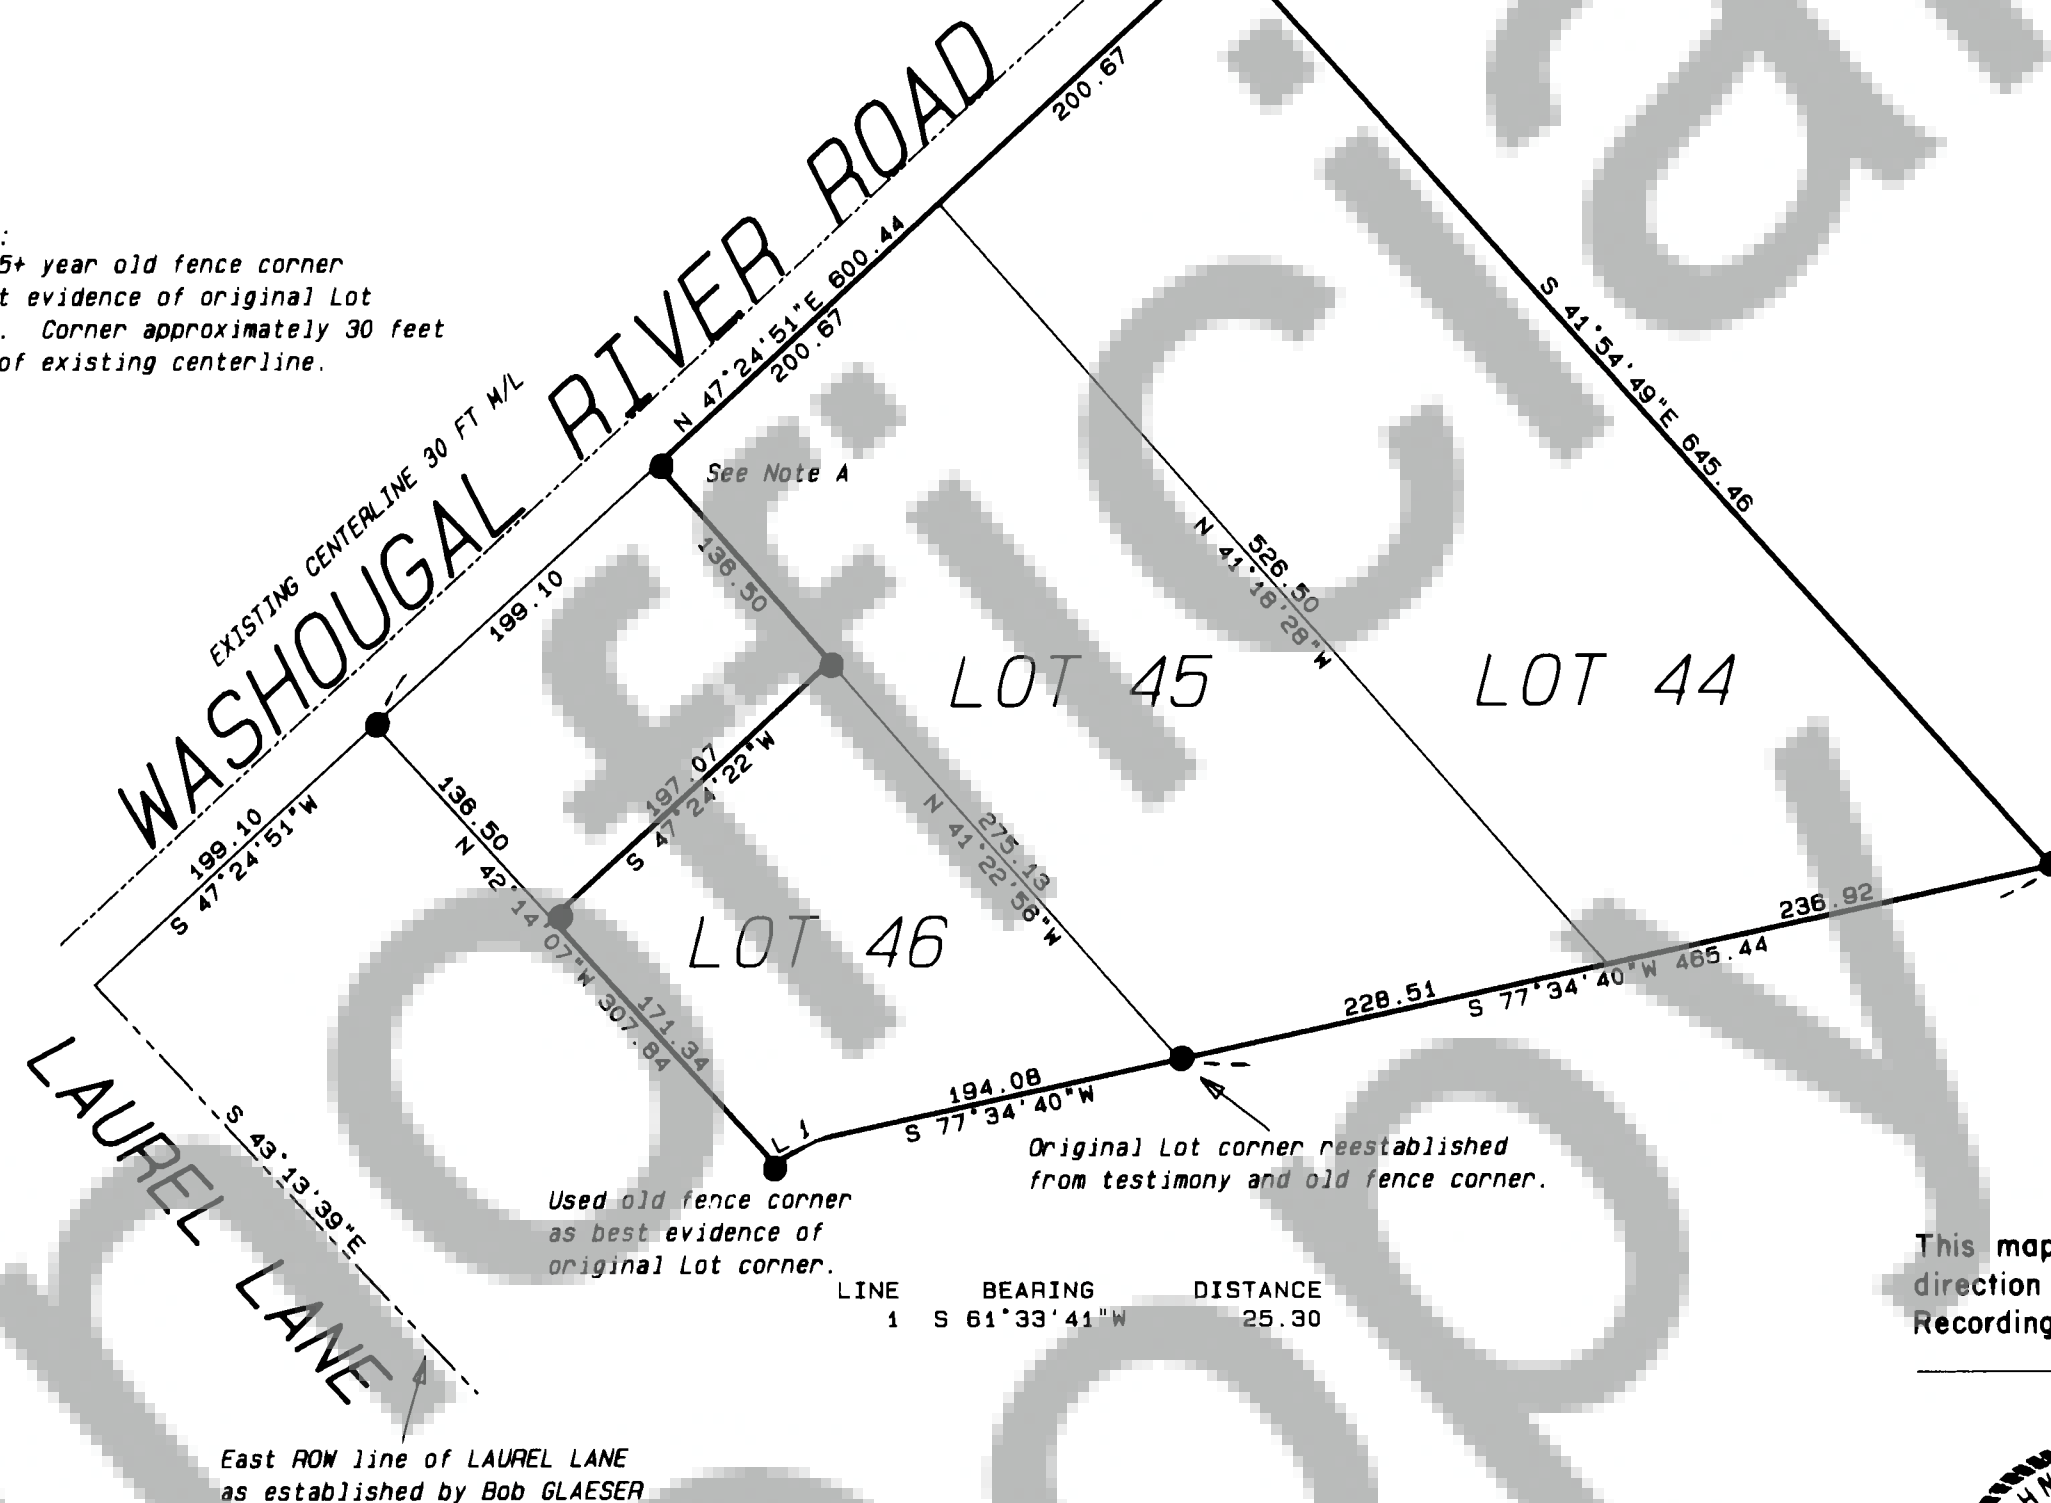 :
5+ year old fence corner
t evidence of original Lot
. Corner approximately 30 feet
of existing centerline.
EXISTING CENTERLINE 30 FT M/L
WASHOUGAL RIVER ROAD
200.67
N 47°24'51"E 600.44
200.67
See Note A
S 41°54'49"E 645.46
136.50
199.10
526.50
N 41°18'28"W
LOT 45
LOT 44
199.10
S 47°24'51"W
136.50
N 42°14'07"W 307.84
171.34
197.07
S 47°24'22"W
275.13
N 41°22'56"W
LOT 46
236.92
S 77°34'40"W 465.44
228.51
194.08
S 77°34'40"W
L 1
LAUREL LANE
S 43°13'39"E
Original Lot corner reestablished
from testimony and old fence corner.
Used old fence corner
as best evidence of
original Lot corner.
LINE BEARING DISTANCE
1 S 61°33'41"W 25.30
This map
direction
Recording
East ROW line of LAUREL LANE
as established by Bob GLAESER